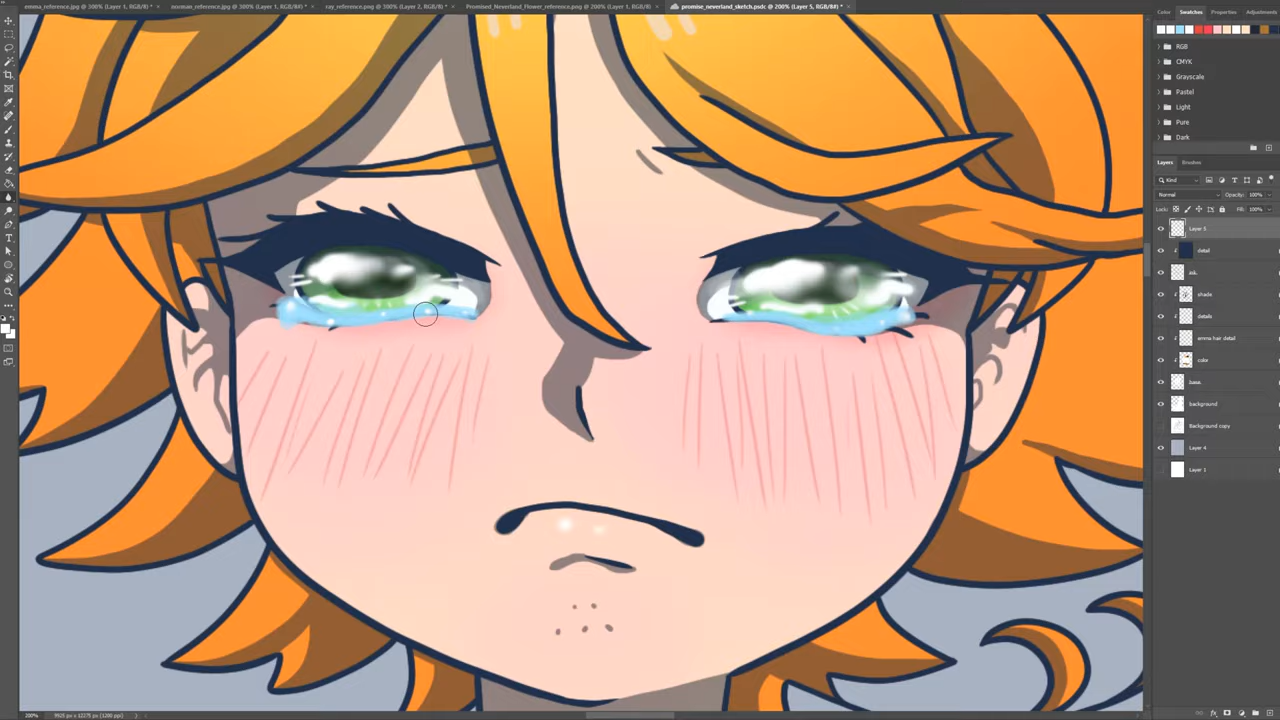 emma_reference.jpg @ 300% (Layer 1, RGB/8) *
norman_reference.jpg @ 300% (Layer 1, RGB/8*) *
ray_reference.png @ 200% (Layer 2, RGB/8*) *
Promised_Neverland_Flower_reference.png @ 200% (Layer 1, RGB/8*) *
promise_neverland_sketch.psdc @ 200% (Layer 5, RGB/8#) *
Color
Swatches
Properties
Adjustments
RGB
CMYK
Grayscale
Pastel
Light
Pure
Dark
Layers
Brushes
Kind
Normal
Opacity: 100%
Lock:
Fill: 100%
Layer 5
detail
ink
shade
details
emma hair detail
color
base
background
Background copy
Layer 4
Layer 1
200%